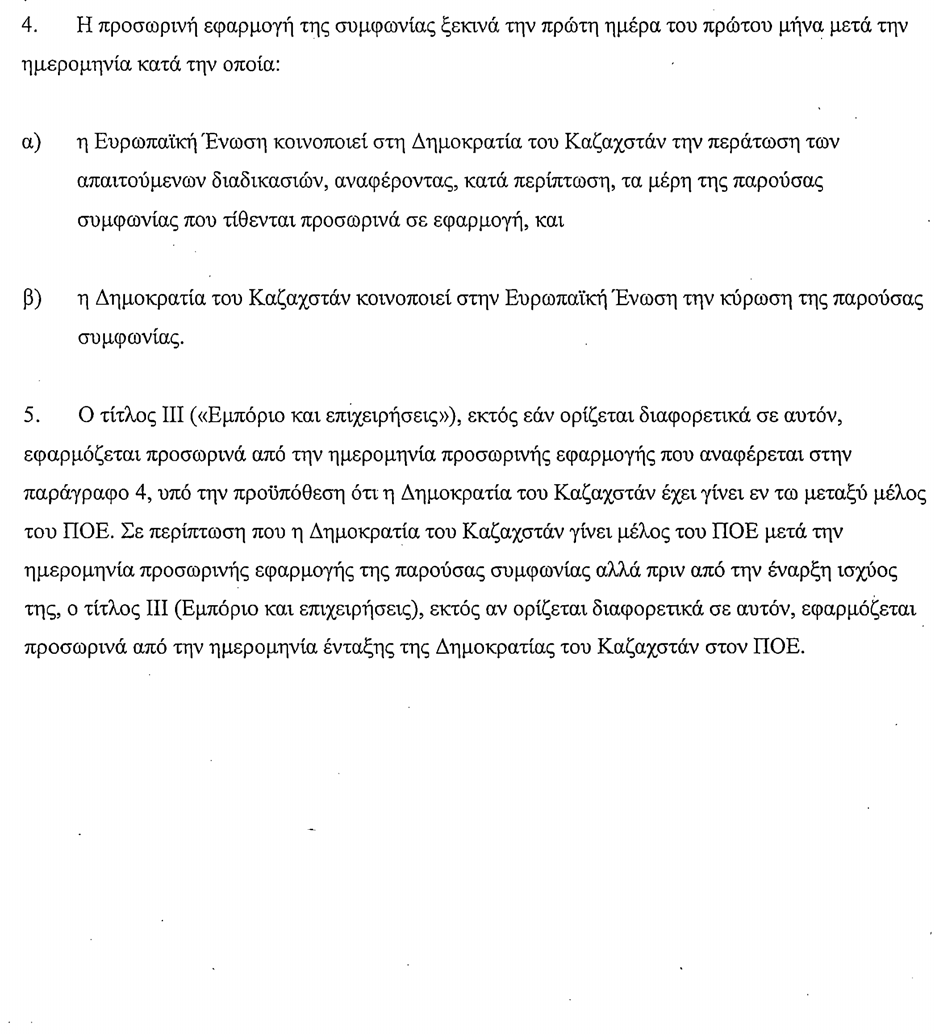 4. Η προσωρινή εφαρμογή της συμφωνίας ξεκινά την πρώτη ημέρα του πρώτου μήνα μετά την
ημερομηνία κατά την οποία:
α) η Ευρωπαϊκή Ένωση κοινοποιεί στη Δημοκρατία του Καζαχστάν την περάτωση των
απαιτούμενων διαδικασιών, αναφέροντας, κατά περίπτωση, τα μέρη της παρούσας
συμφωνίας που τίθενται προσωρινά σε εφαρμογή, και
β) η Δημοκρατία του Καζαχστάν κοινοποιεί στην Ευρωπαϊκή Ένωση την κύρωση της παρούσας
συμφωνίας.
5. Ο τίτλος ΙΙΙ («Εμπόριο και επιχειρήσεις»), εκτός εάν ορίζεται διαφορετικά σε αυτόν,
εφαρμόζεται προσωρινά από την ημερομηνία προσωρινής εφαρμογής που αναφέρεται στην
παράγραφο 4, υπό την προϋπόθεση ότι η Δημοκρατία του Καζαχστάν έχει γίνει εν τω μεταξύ μέλος
του ΠΟΕ. Σε περίπτωση που η Δημοκρατία του Καζαχστάν γίνει μέλος του ΠΟΕ μετά την
ημερομηνία προσωρινής εφαρμογής της παρούσας συμφωνίας αλλά πριν από την έναρξη ισχύος
της, ο τίτλος ΙΙΙ (Εμπόριο και επιχειρήσεις), εκτός αν ορίζεται διαφορετικά σε αυτόν, εφαρμόζεται
προσωρινά από την ημερομηνία ένταξης της Δημοκρατίας του Καζαχστάν στον ΠΟΕ.